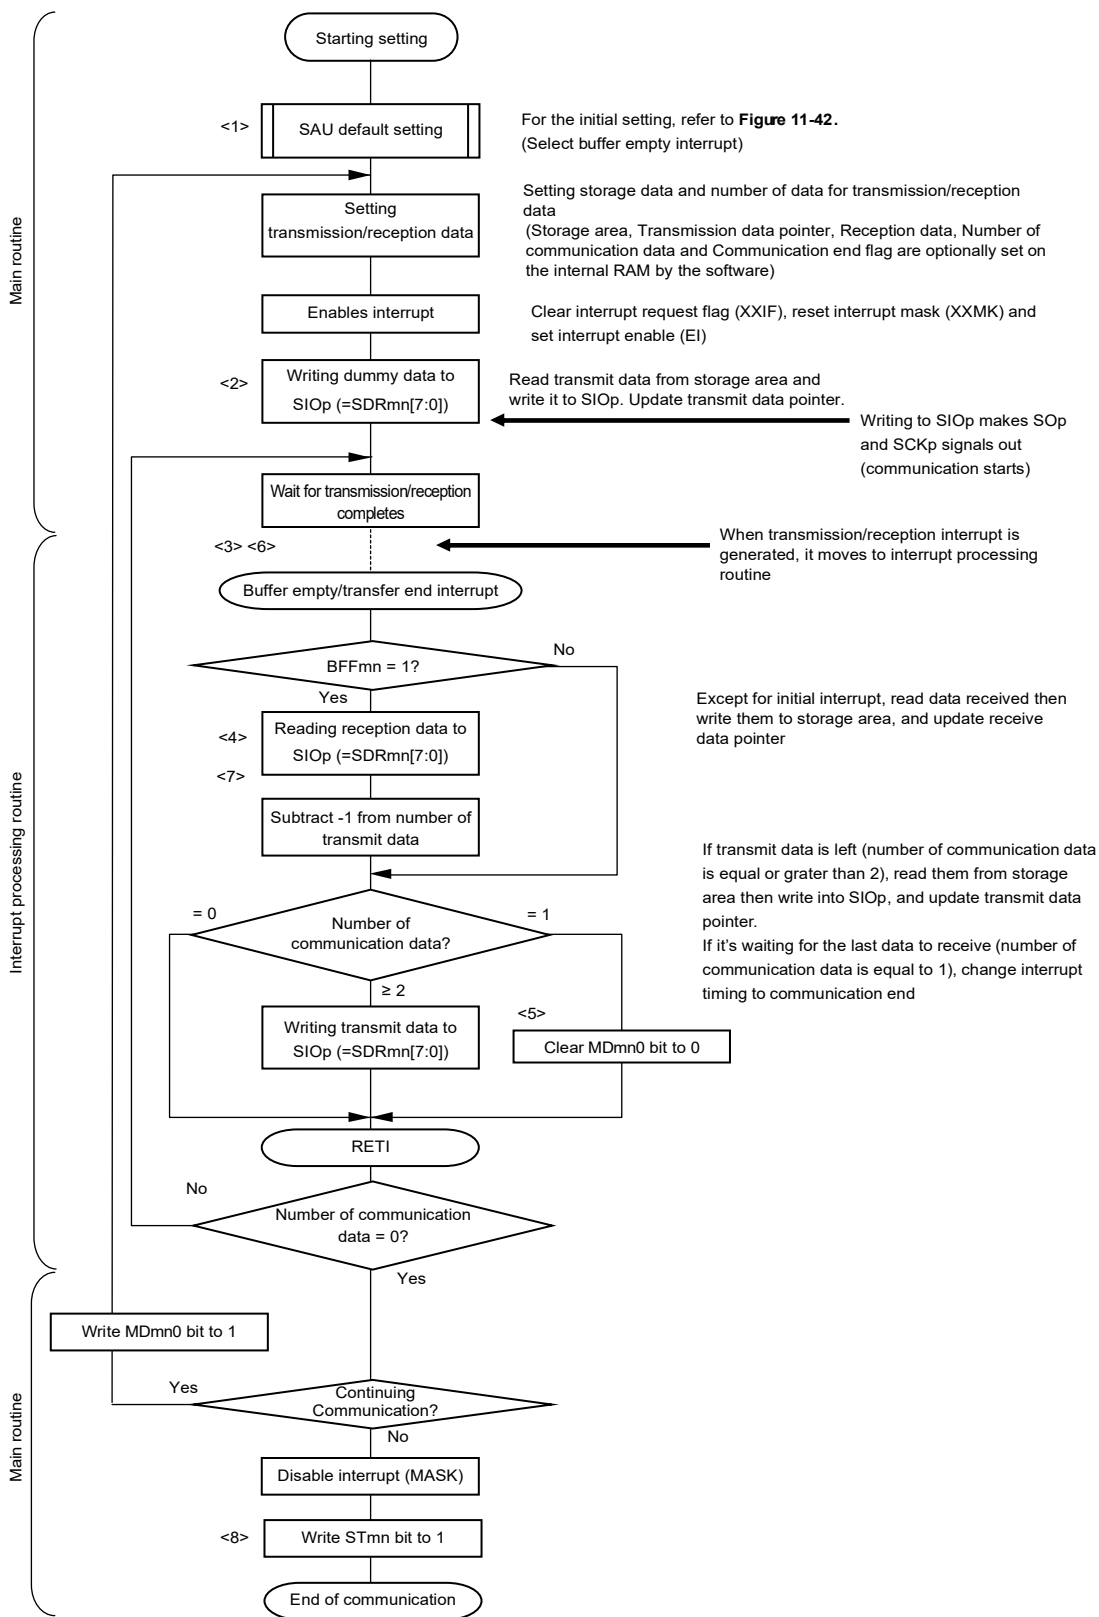 Starting setting
<1>
SAU default setting
For the initial setting, refer to Figure 11-42.
(Select buffer empty interrupt)
Main routine
Setting
transmission/reception data
Setting storage data and number of data for transmission/reception
data
(Storage area, Transmission data pointer, Reception data, Number of
communication data and Communication end flag are optionally set on
the internal RAM by the software)
Enables interrupt
Clear interrupt request flag (XXIF), reset interrupt mask (XXMK) and
set interrupt enable (EI)
<2>
Writing dummy data to
SIOp (=SDRmn[7:0])
Read transmit data from storage area and
write it to SIOp. Update transmit data pointer.
Writing to SIOp makes SOp
and SCKp signals out
(communication starts)
Wait for transmission/reception
completes
<3> <6>
When transmission/reception interrupt is
generated, it moves to interrupt processing
routine
Buffer empty/transfer end interrupt
Interrupt processing routine
BFFmn = 1?
No
Yes
<4>
Reading reception data to
SIOp (=SDRmn[7:0])
<7>
Except for initial interrupt, read data received then
write them to storage area, and update receive
data pointer
Subtract -1 from number of
transmit data
= 0
Number of
communication data?
= 1
≥ 2
If transmit data is left (number of communication data
is equal or grater than 2), read them from storage
area then write into SIOp, and update transmit data
pointer.
If it's waiting for the last data to receive (number of
communication data is equal to 1), change interrupt
timing to communication end
Writing transmit data to
SIOp (=SDRmn[7:0])
<5>
Clear MDmn0 bit to 0
RETI
No
Number of communication
data = 0?
Yes
Main routine
Write MDmn0 bit to 1
Yes
Continuing
Communication?
No
Disable interrupt (MASK)
<8>
Write STmn bit to 1
End of communication